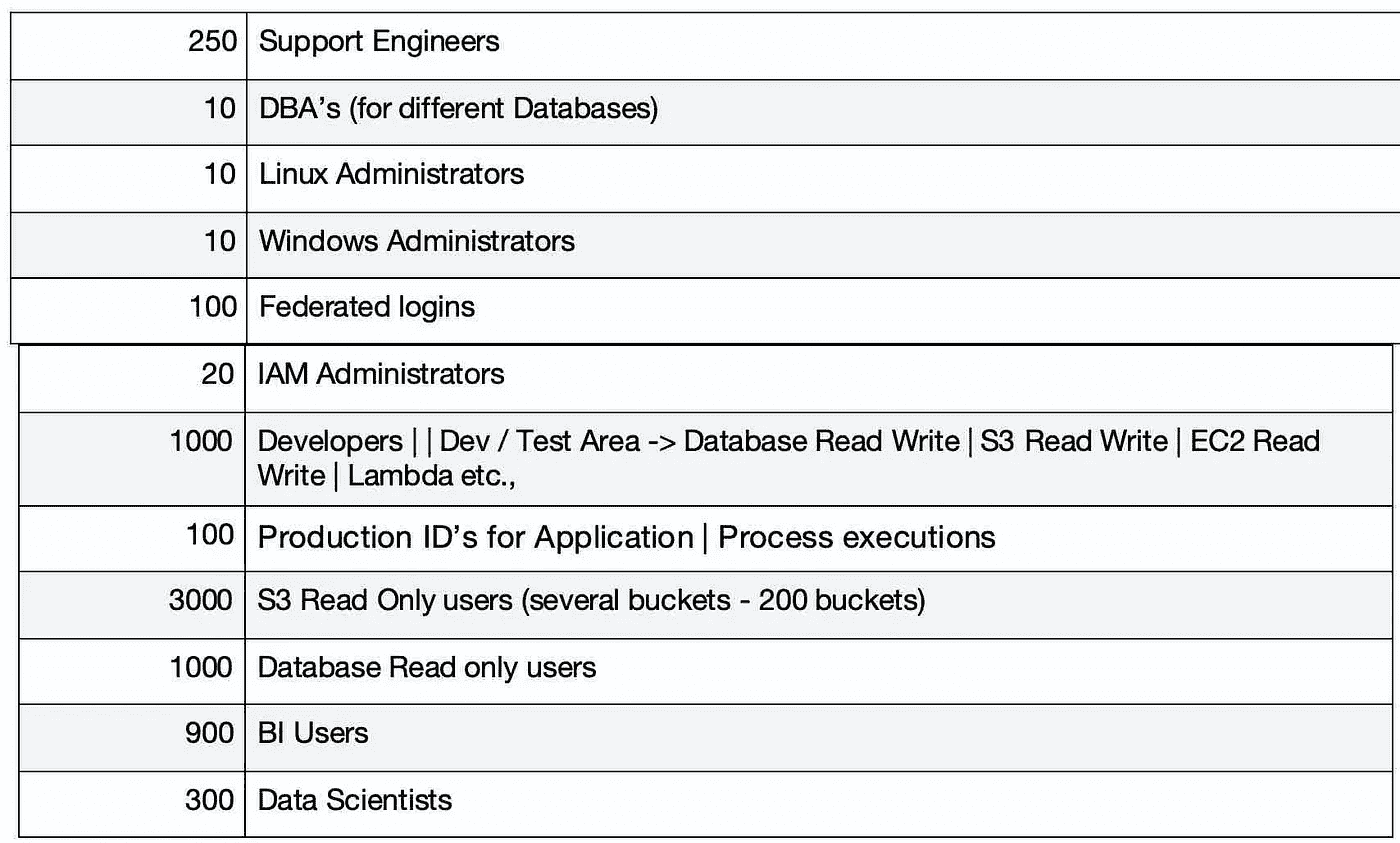 250 Support Engineers
10 DBA’s (for different Databases)
10 Linux Administrators
10 Windows Administrators
100 Federated logins
20 IAM Administrators
1000 Developers | | Dev / Test Area -> Database Read Write | S3 Read Write | EC2 Read
Write | Lambda etc.,
100 Production ID’s for Application | Process executions
3000 S3 Read Only users (several buckets - 200 buckets)
1000 Database Read only users
900 BI Users
300 Data Scientists